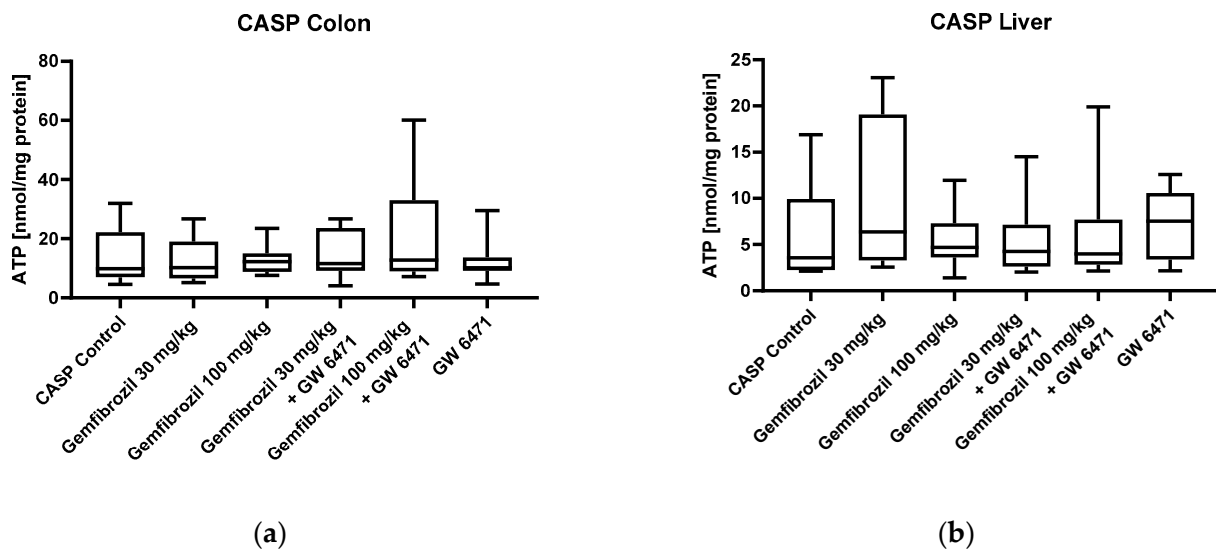 CASP Colon
ATP [nmol/mg protein]
80
60
40
20
0
CASP Control
Gemfibrozil 30 mg/kg
Gemfibrozil 100 mg/kg
Gemfibrozil 30 mg/kg
+ GW 6471
Gemfibrozil 100 mg/kg
+ GW 6471
GW 6471
(a)
CASP Liver
ATP [nmol/mg protein]
25
20
15
10
5
0
CASP Control
Gemfibrozil 30 mg/kg
Gemfibrozil 100 mg/kg
Gemfibrozil 30 mg/kg
+ GW 6471
Gemfibrozil 100 mg/kg
+ GW 6471
GW 6471
(b)